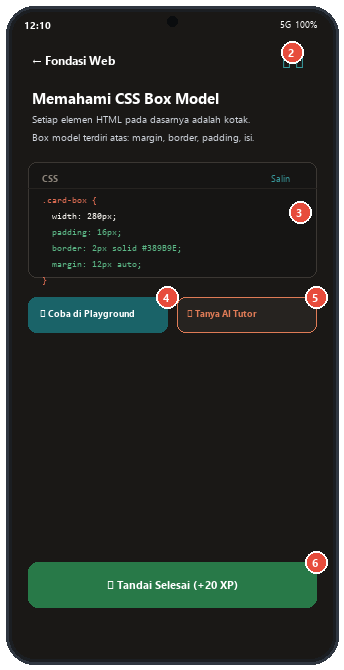 12:10
5G 100%
2
← Fondasi Web
Memahami CSS Box Model
Setiap elemen HTML pada dasarnya adalah kotak.
Box model terdiri atas: margin, border, padding, isi.
CSS
Salin
.card-box {
width: 280px;
3
padding: 16px;
border: 2px solid #389B9E;
margin: 12px auto;
}
4
5
Coba di Playground
Tanya AI Tutor
6
Tandai Selesai (+20 XP)